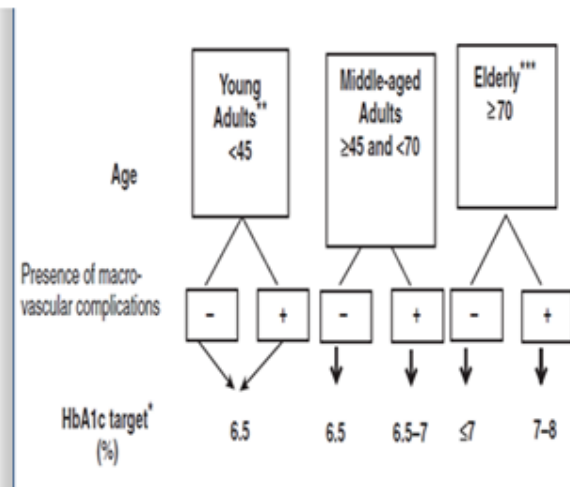 Young
Adults**
<45
Middle-aged
Adults
≥45 and <70
Elderly***
≥70
Age
Presence of macro-
vascular complications
- + - + - +
HbA1c target*
(%)
6.5 6.5 6.5–7 ≤7 7–8